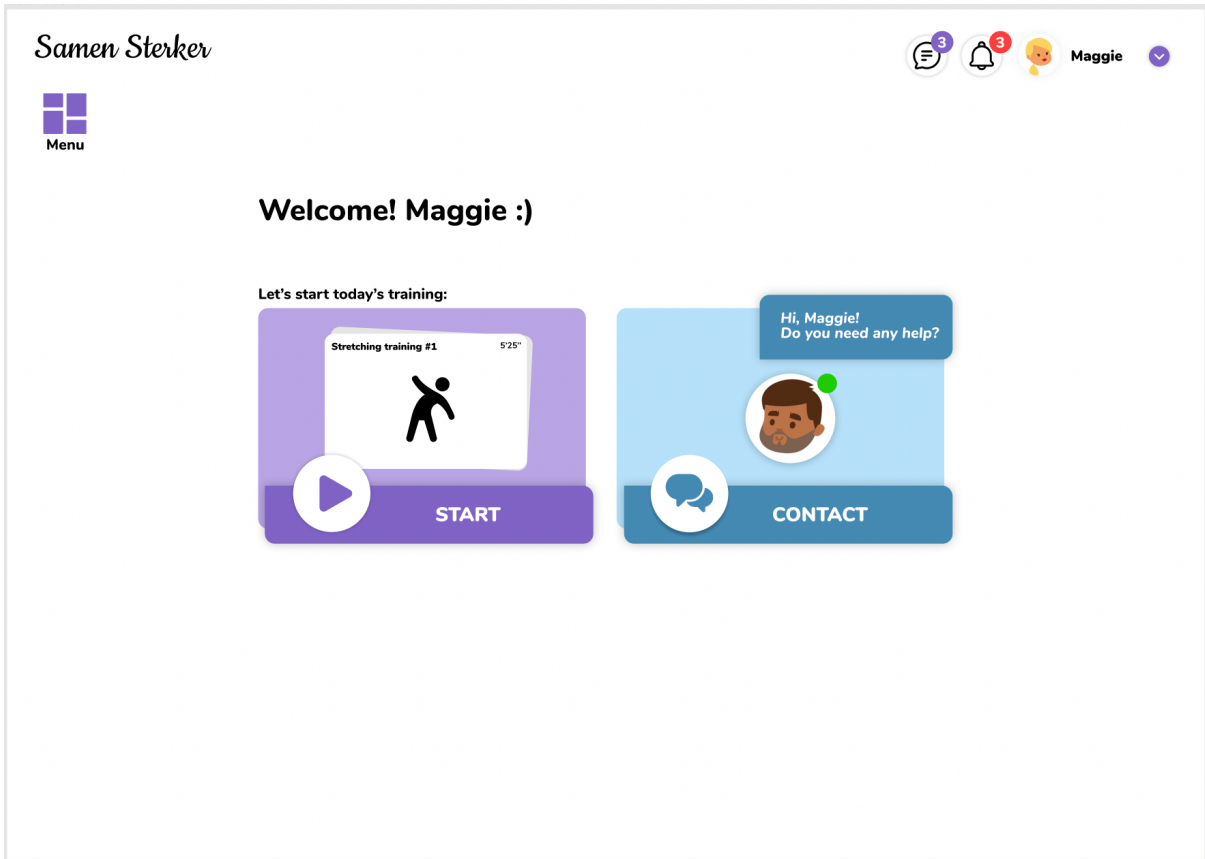 Samen Sterker
3
3
Maggie
Menu
Welcome! Maggie :)
Let's start today's training:
Stretching training #1
5'25"
START
Hi, Maggie!
Do you need any help?
CONTACT